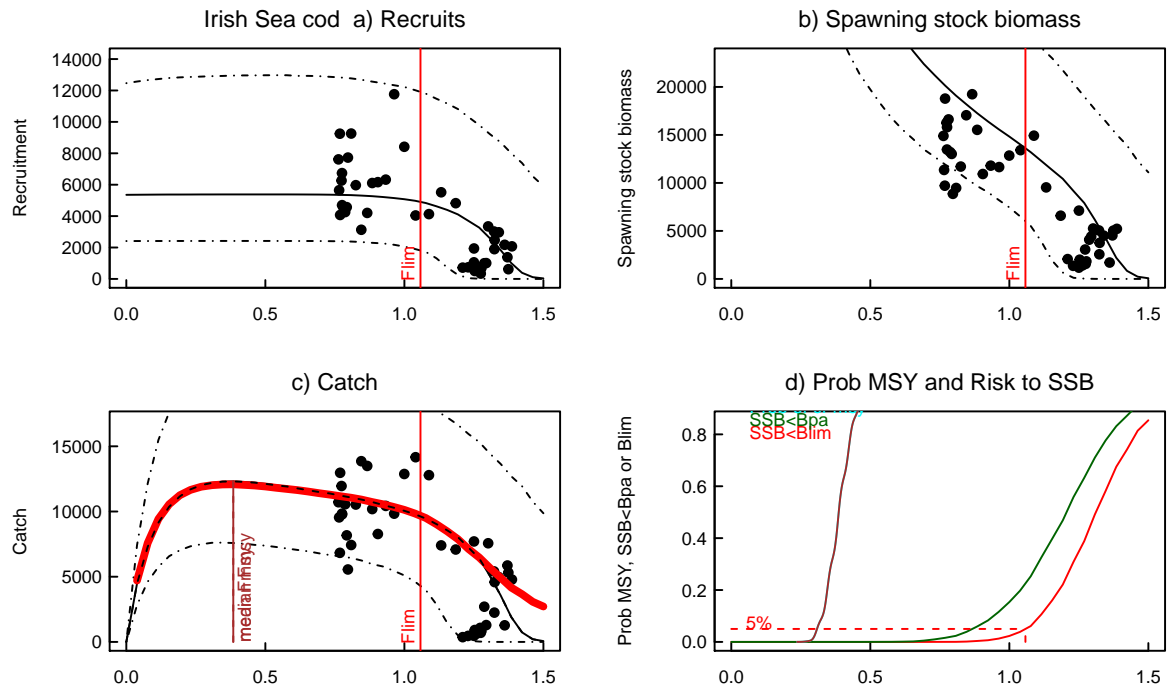 Irish Sea cod a) Recruits
Recruitment
14000
12000
10000
8000
6000
4000
2000
0
Flim
0.0 0.5 1.0 1.5
b) Spawning stock biomass
Spawning stock biomass
20000
15000
10000
5000
0
Flim
0.0 0.5 1.0 1.5
c) Catch
Catch
15000
10000
5000
0
Flim
0.0 0.5 1.0 1.5
d) Prob MSY and Risk to SSB
Prob MSY, SSB<Bpa or Blim
0.8
0.6
0.4
0.2
0.0
SSB<Bpa
SSB<Blim
5%
0.0 0.5 1.0 1.5